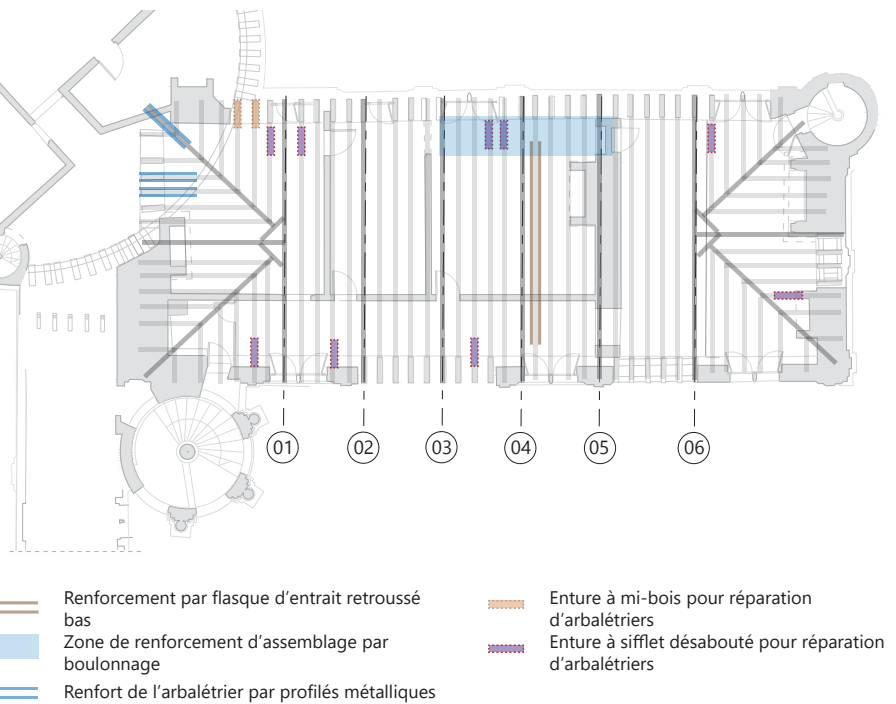 01
02
03
04
05
06
Renforcement par flasque d'entrait retroussé
bas
Zone de renforcement d'assemblage par
boulonnage
Renfort de l'arbalétrier par profilés métalliques
Enture à mi-bois pour réparation
d'arbalétriers
Enture à sifflet désabouté pour réparation
d'arbalétriers